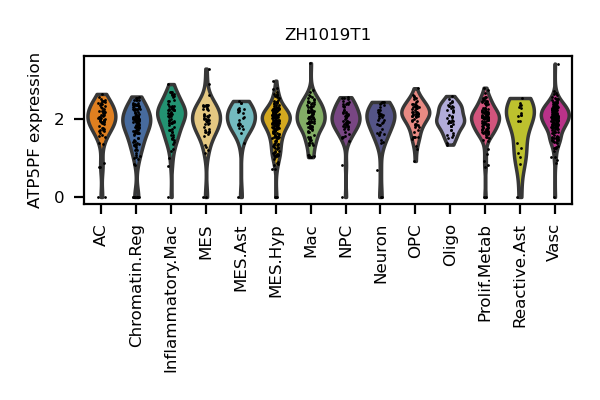 ZH1019T1
ATP5PF expression
2
0
AC
Chromatin.Reg
Inflammatory.Mac
MES
MES.Ast
MES.Hyp
Mac
NPC
Neuron
OPC
Oligo
Prolif.Metab
Reactive.Ast
Vasc